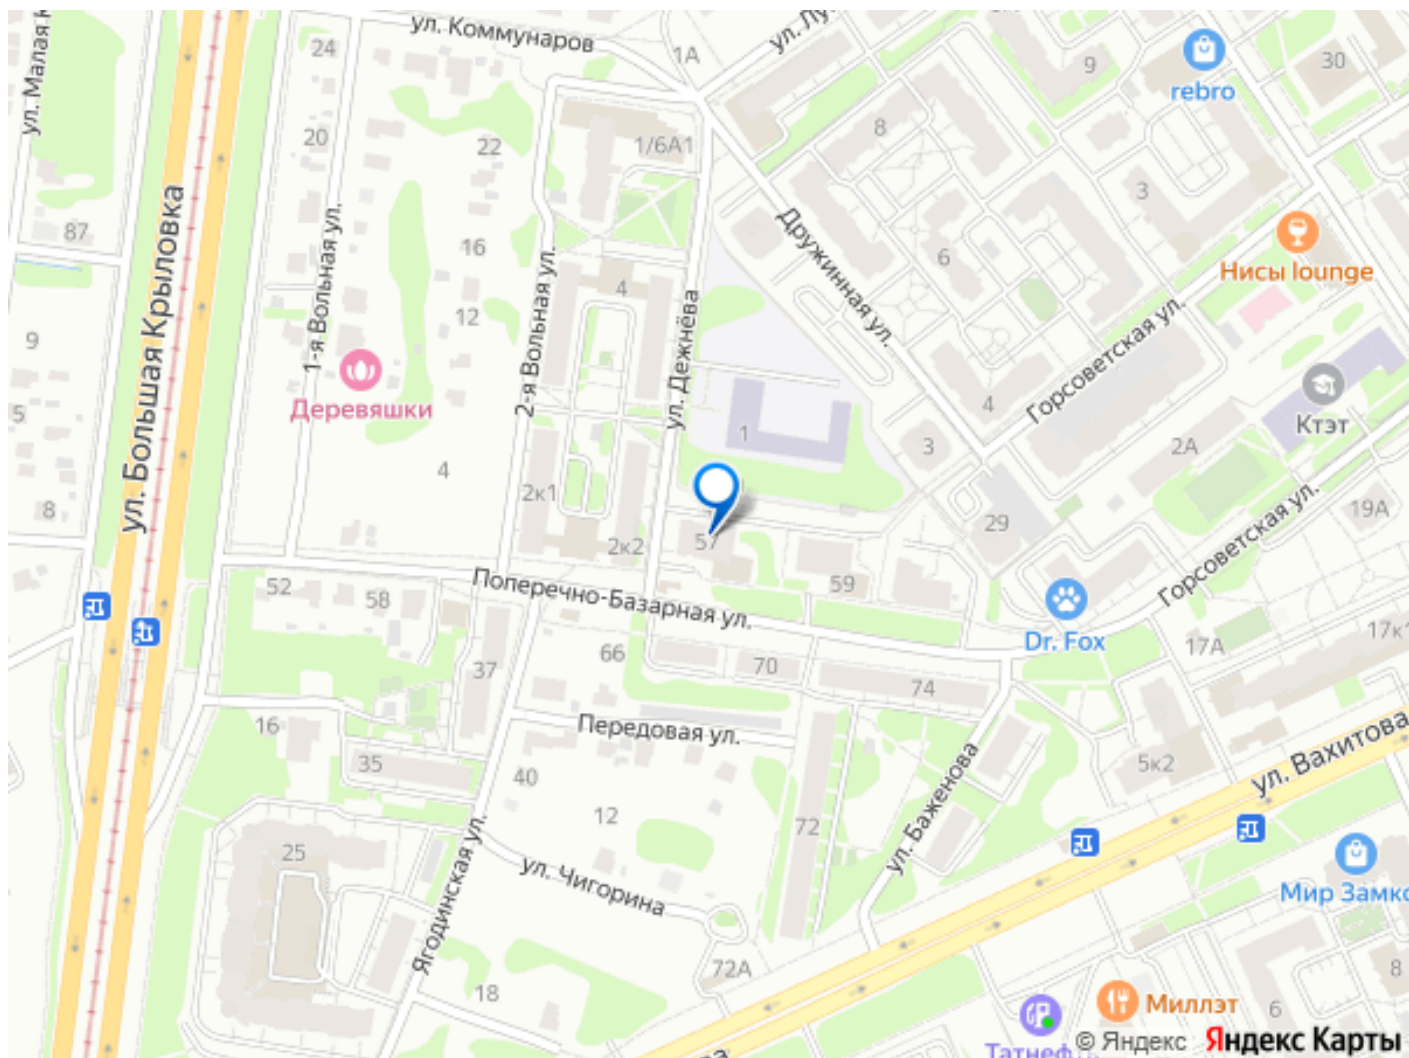 ул. Коммунаров
1А
24
9
rebro
30
ул. Малая
20
22
1/6А1
8
3
87
ул. Большая Крыловка
1-я Вольная ул.
16
2-я Вольная ул.
4
ул. Дежнёва
Дружинная ул.
6
Нисы lounge
9
12
5
Деревяшки
4
1
3
4
Горсоветская ул.
2А
Ктэт
8
2к1
2к2
57
59
29
Горсоветская ул.
19А
52
58
Поперечно-Базарная ул.
Dr. Fox
17А
17к1
37
66
70
74
16
Передовая ул.
35
40
12
72
ул. Баженова
5к2
ул. Вахитова
25
Ягодинская ул.
ул. Чигорина
Мир Замко
18
72А
Миллэт
6
8
Татнеф
© Яндекс Яндекс Карты